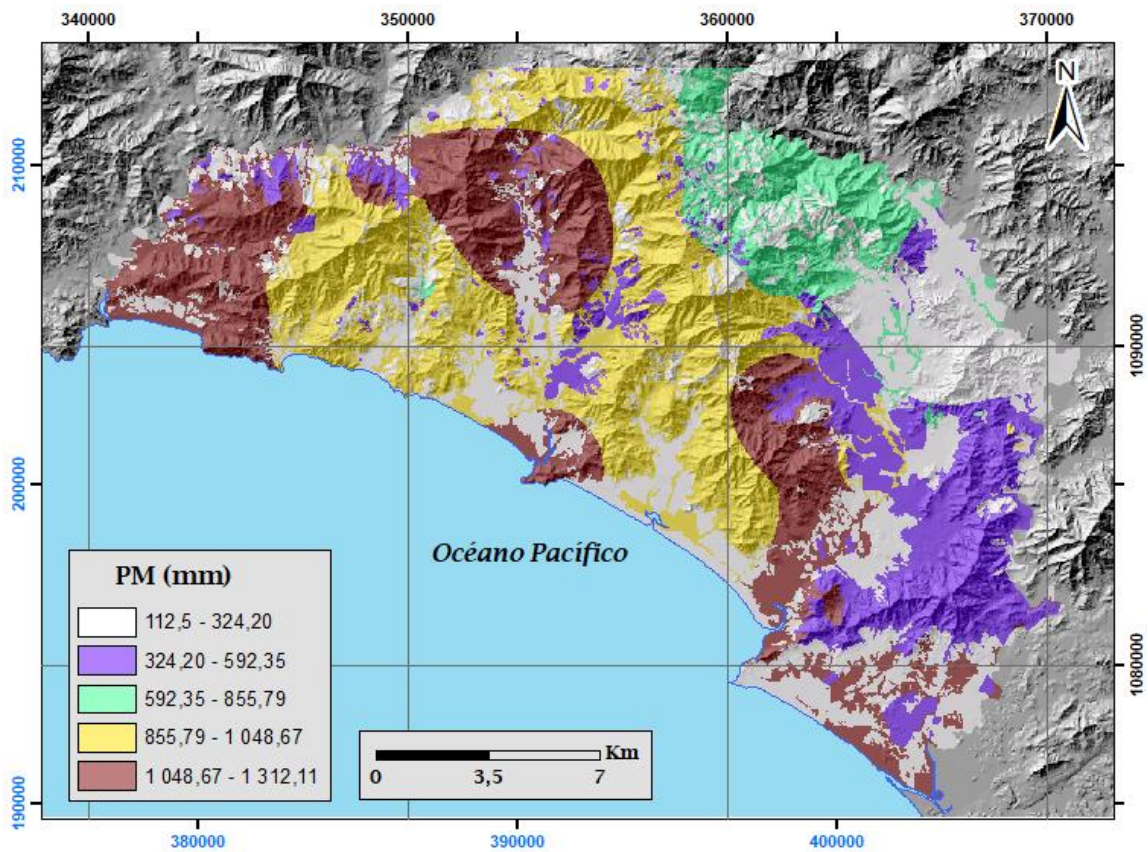 340000 350000 360000 370000
N
210000
1090000
200000
Océano Pacífico
PM (mm)
112,5 - 324,20
324,20 - 592,35
592,35 - 855,79
855,79 - 1 048,67
1 048,67 - 1 312,11
1080000
Km
0 3,5 7
190000
380000 390000 400000